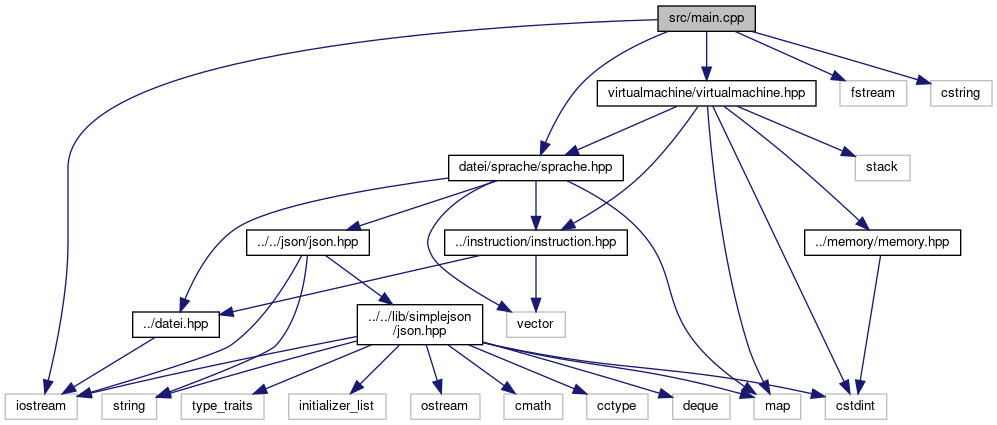 src/main.cpp
virtualmachine/virtualmachine.hpp
fstream
cstring
datei/sprache/sprache.hpp
stack
../../json/json.hpp
../instruction/instruction.hpp
../memory/memory.hpp
../datei.hpp
../../lib/simplejson
/json.hpp
vector
iostream
string
type_traits
initializer_list
ostream
cmath
cctype
deque
map
cstdint